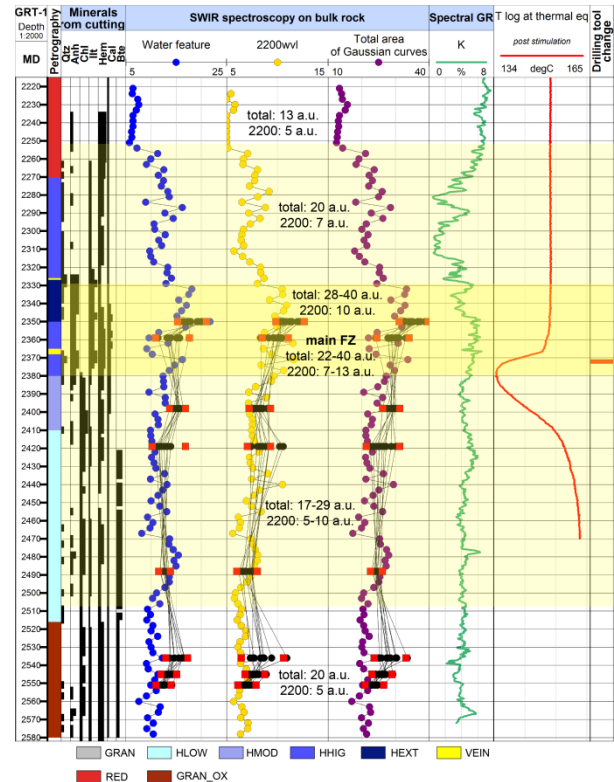 GRT-1
Depth
1:2000
MD
Petrography
Minerals
from cutting
Qtz
Anh
Chl
Ilt
Hem
Cal
Bte
SWIR spectroscopy on bulk rock
Water feature
2200wvl
Total area
of Gaussian curves
5 25
5 15
10 40
Spectral GR
K
0 4% 8
T log at thermal eq
post stimulation
134 degC 165
Drilling tool
change
2220
2230
2240
2250
2260
2270
2280
2290
2300
2310
2320
2330
2340
2350
2360
2370
2380
2390
2400
2410
2420
2430
2440
2450
2460
2470
2480
2490
2500
2510
2520
2530
2540
2550
2560
2570
2580
total: 13 a.u.
2200: 5 a.u.
total: 20 a.u.
2200: 7 a.u.
total: 28-40 a.u.
2200: 10 a.u.
main FZ
total: 22-40 a.u.
2200: 7-13 a.u.
total: 17-29 a.u.
2200: 5-10 a.u.
total: 20 a.u.
2200: 5 a.u.
GRAN HLOW HMOD HHIG HEXT VEIN
RED GRAN_OX